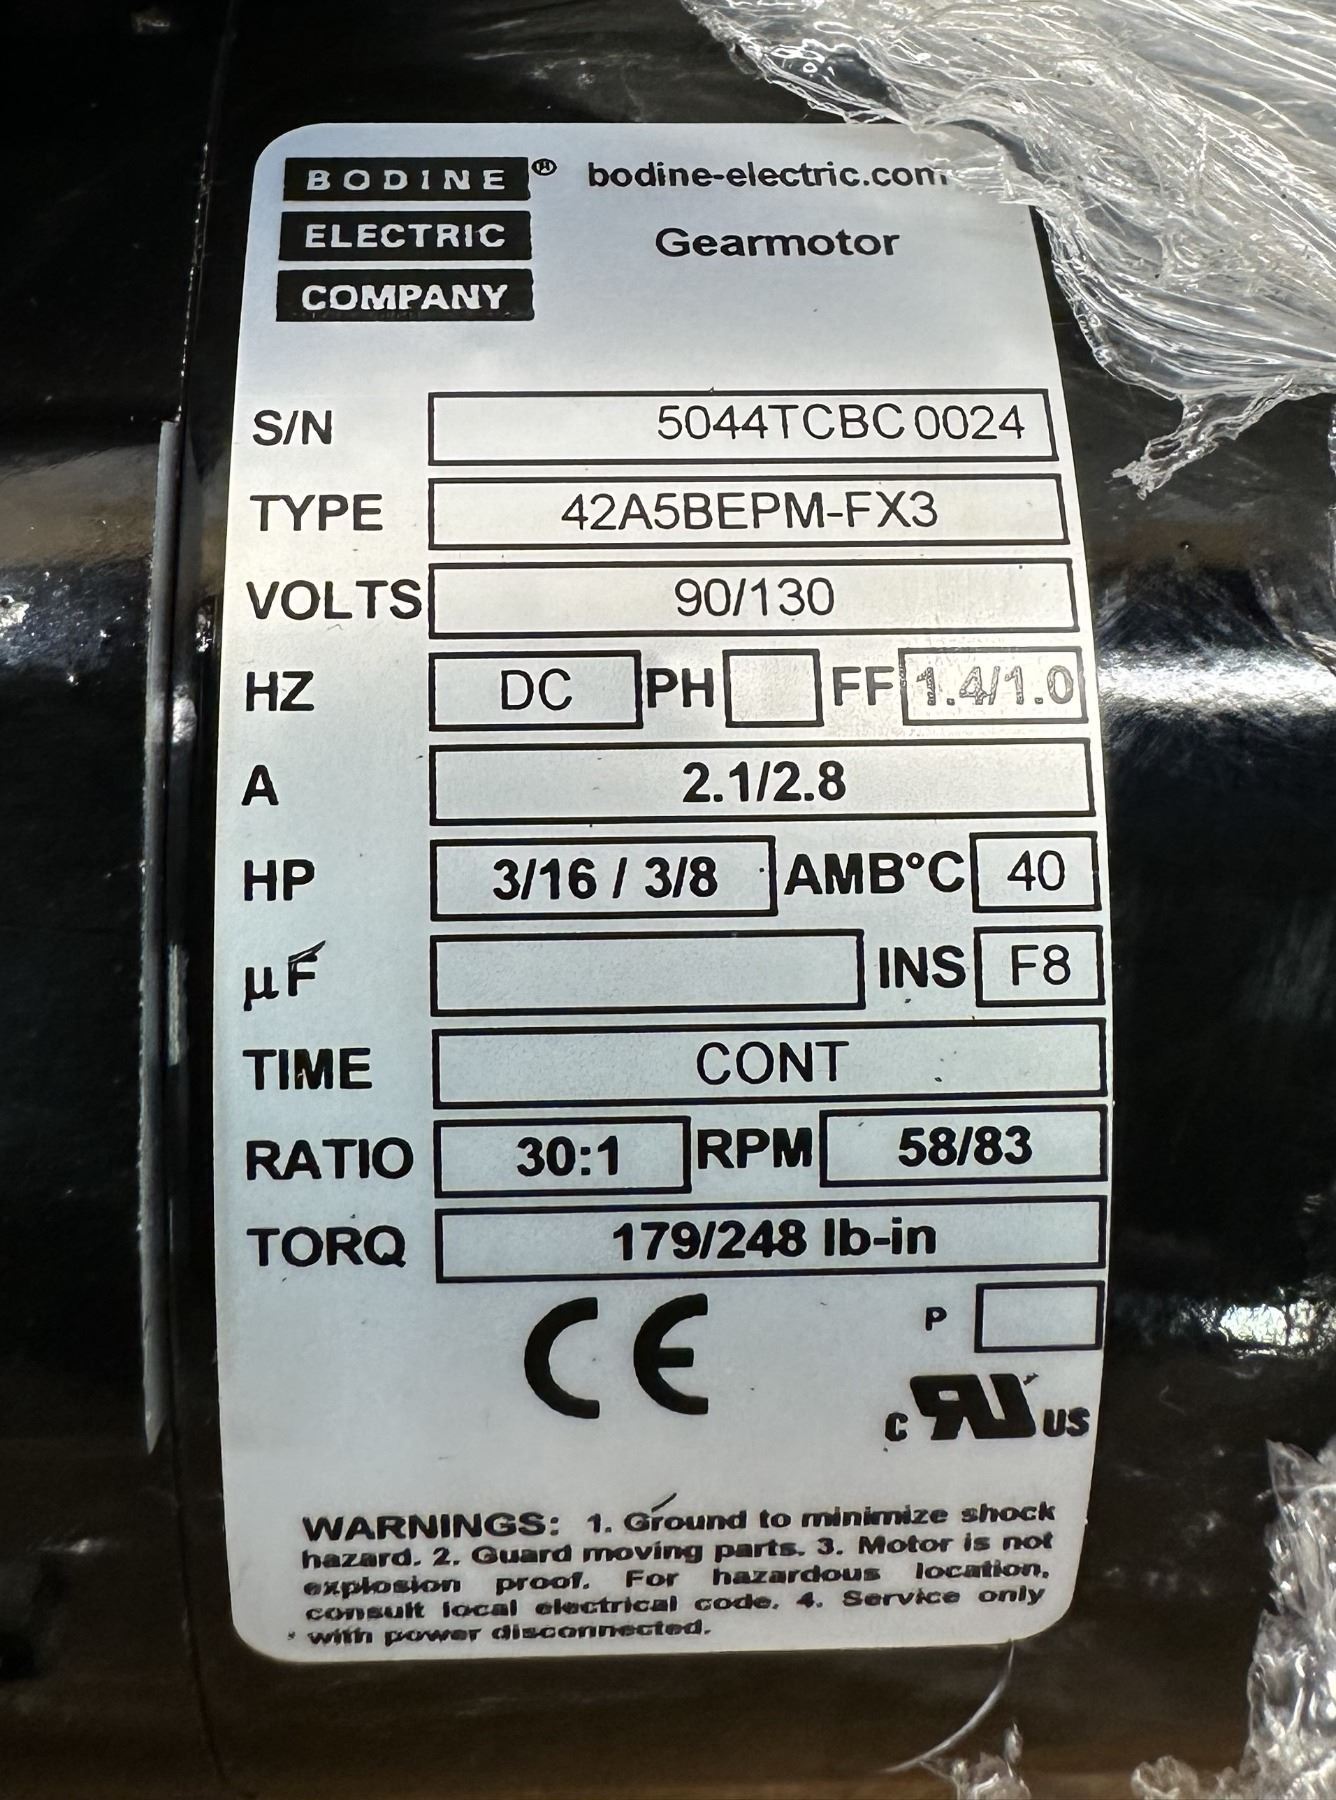 BODINE® bodine-electric.com
ELECTRIC Gearmotor
COMPANY
S/N 5044TCBC0024
TYPE 42A5BEPM-FX3
VOLTS 90/130
HZ DC PH FF 1.4/1.0
A 2.1/2.8
HP 3/16 / 3/8 AMB°C 40
µF INS F8
TIME CONT
RATIO 30:1 RPM 58/83
TORQ 179/248 lb-in
CE P
c RU US
WARNINGS: 1. Ground to minimize shock
hazard. 2. Guard moving parts. 3. Motor is not
explosion proof. For hazardous location,
consult local electrical code. 4. Service only
with power disconnected.